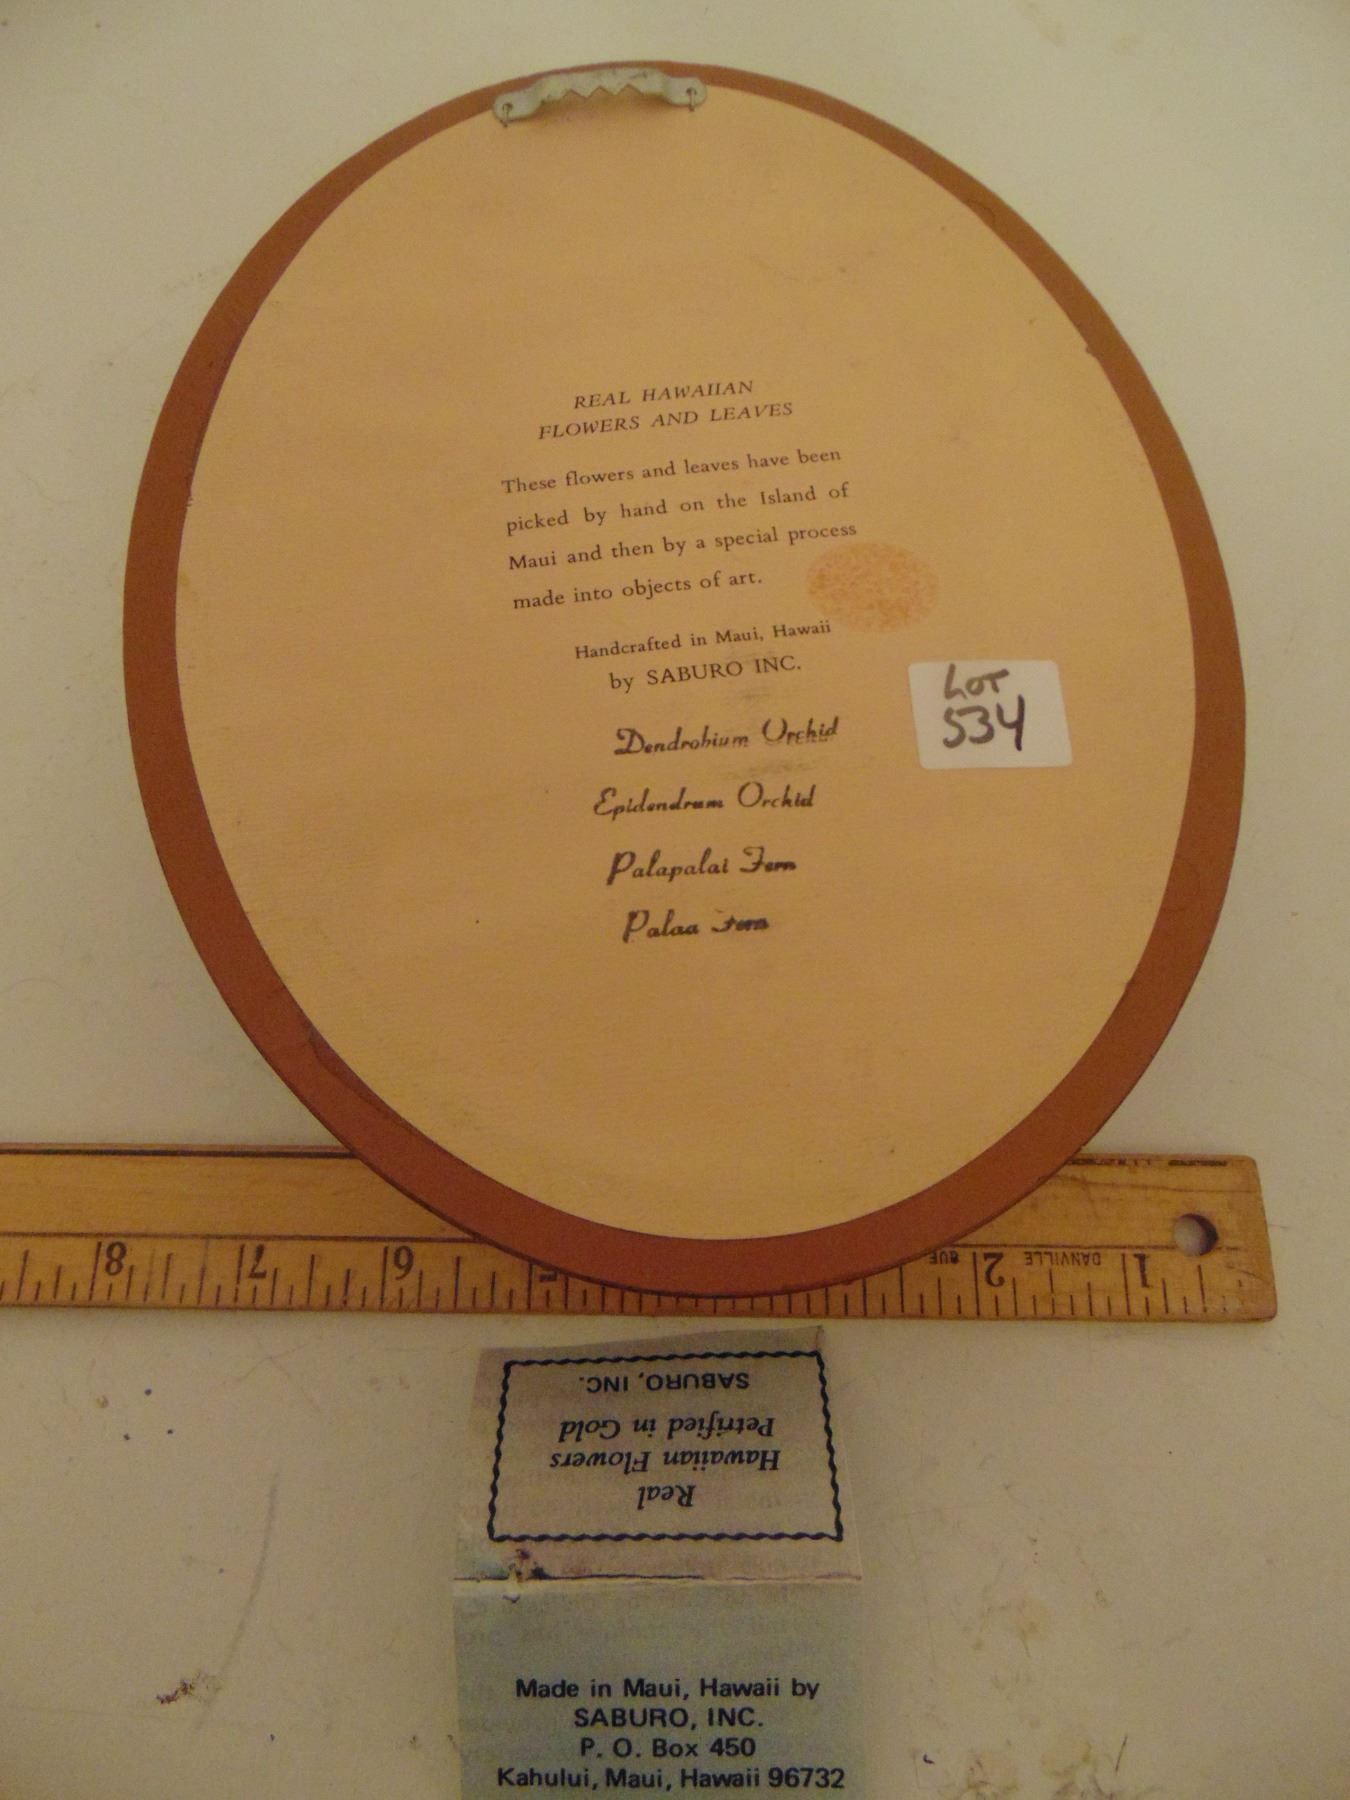 REAL HAWAIIAN
FLOWERS AND LEAVES
These flowers and leaves have been
picked by hand on the Island of
Maui and then by a special process
made into objects of art.
Handcrafted in Maui, Hawaii
by SABURO INC.
Dendrobium Orchid
Epidendrum Orchid
Palapalai Fern
Palaa Fern
LOT
534
1
DANVILLE
2
5
6
7
8
Real
Hawaiian Flowers
Petrified in Gold
SABURO, INC.
Made in Maui, Hawaii by
SABURO, INC.
P. O. Box 450
Kahului, Maui, Hawaii 96732